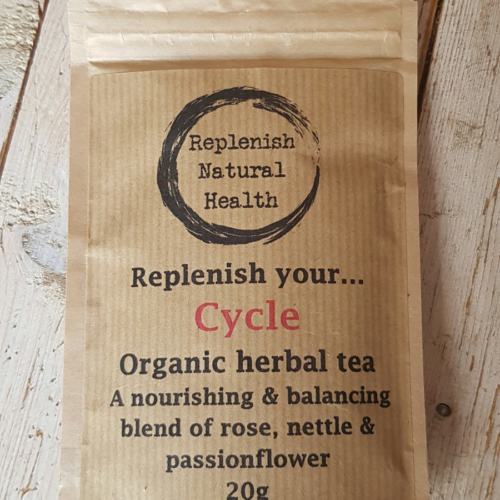 Replenish
Natural
Health
Replenish your...
Cycle
Organic herbal tea
A nourishing & balancing
blend of rose, nettle &
passionflower
20g